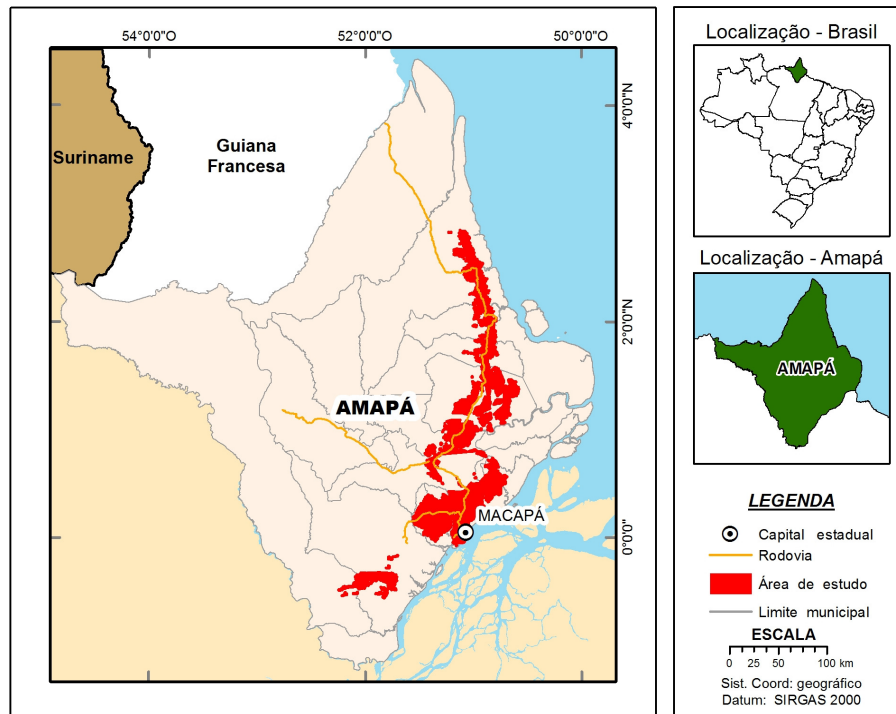 54°0'0"O
52°0'0"O
50°0'0"O
4°0'0"N
2°0'0"N
0°0'0"
Suriname
Guiana
Francesa
AMAPÁ
MACAPÁ
Localização - Brasil
Localização - Amapá
AMAPÁ
LEGENDA
Capital estadual
Rodovia
Área de estudo
Limite municipal
ESCALA
0 25 50 100 km
Sist. Coord: geográfico
Datum: SIRGAS 2000